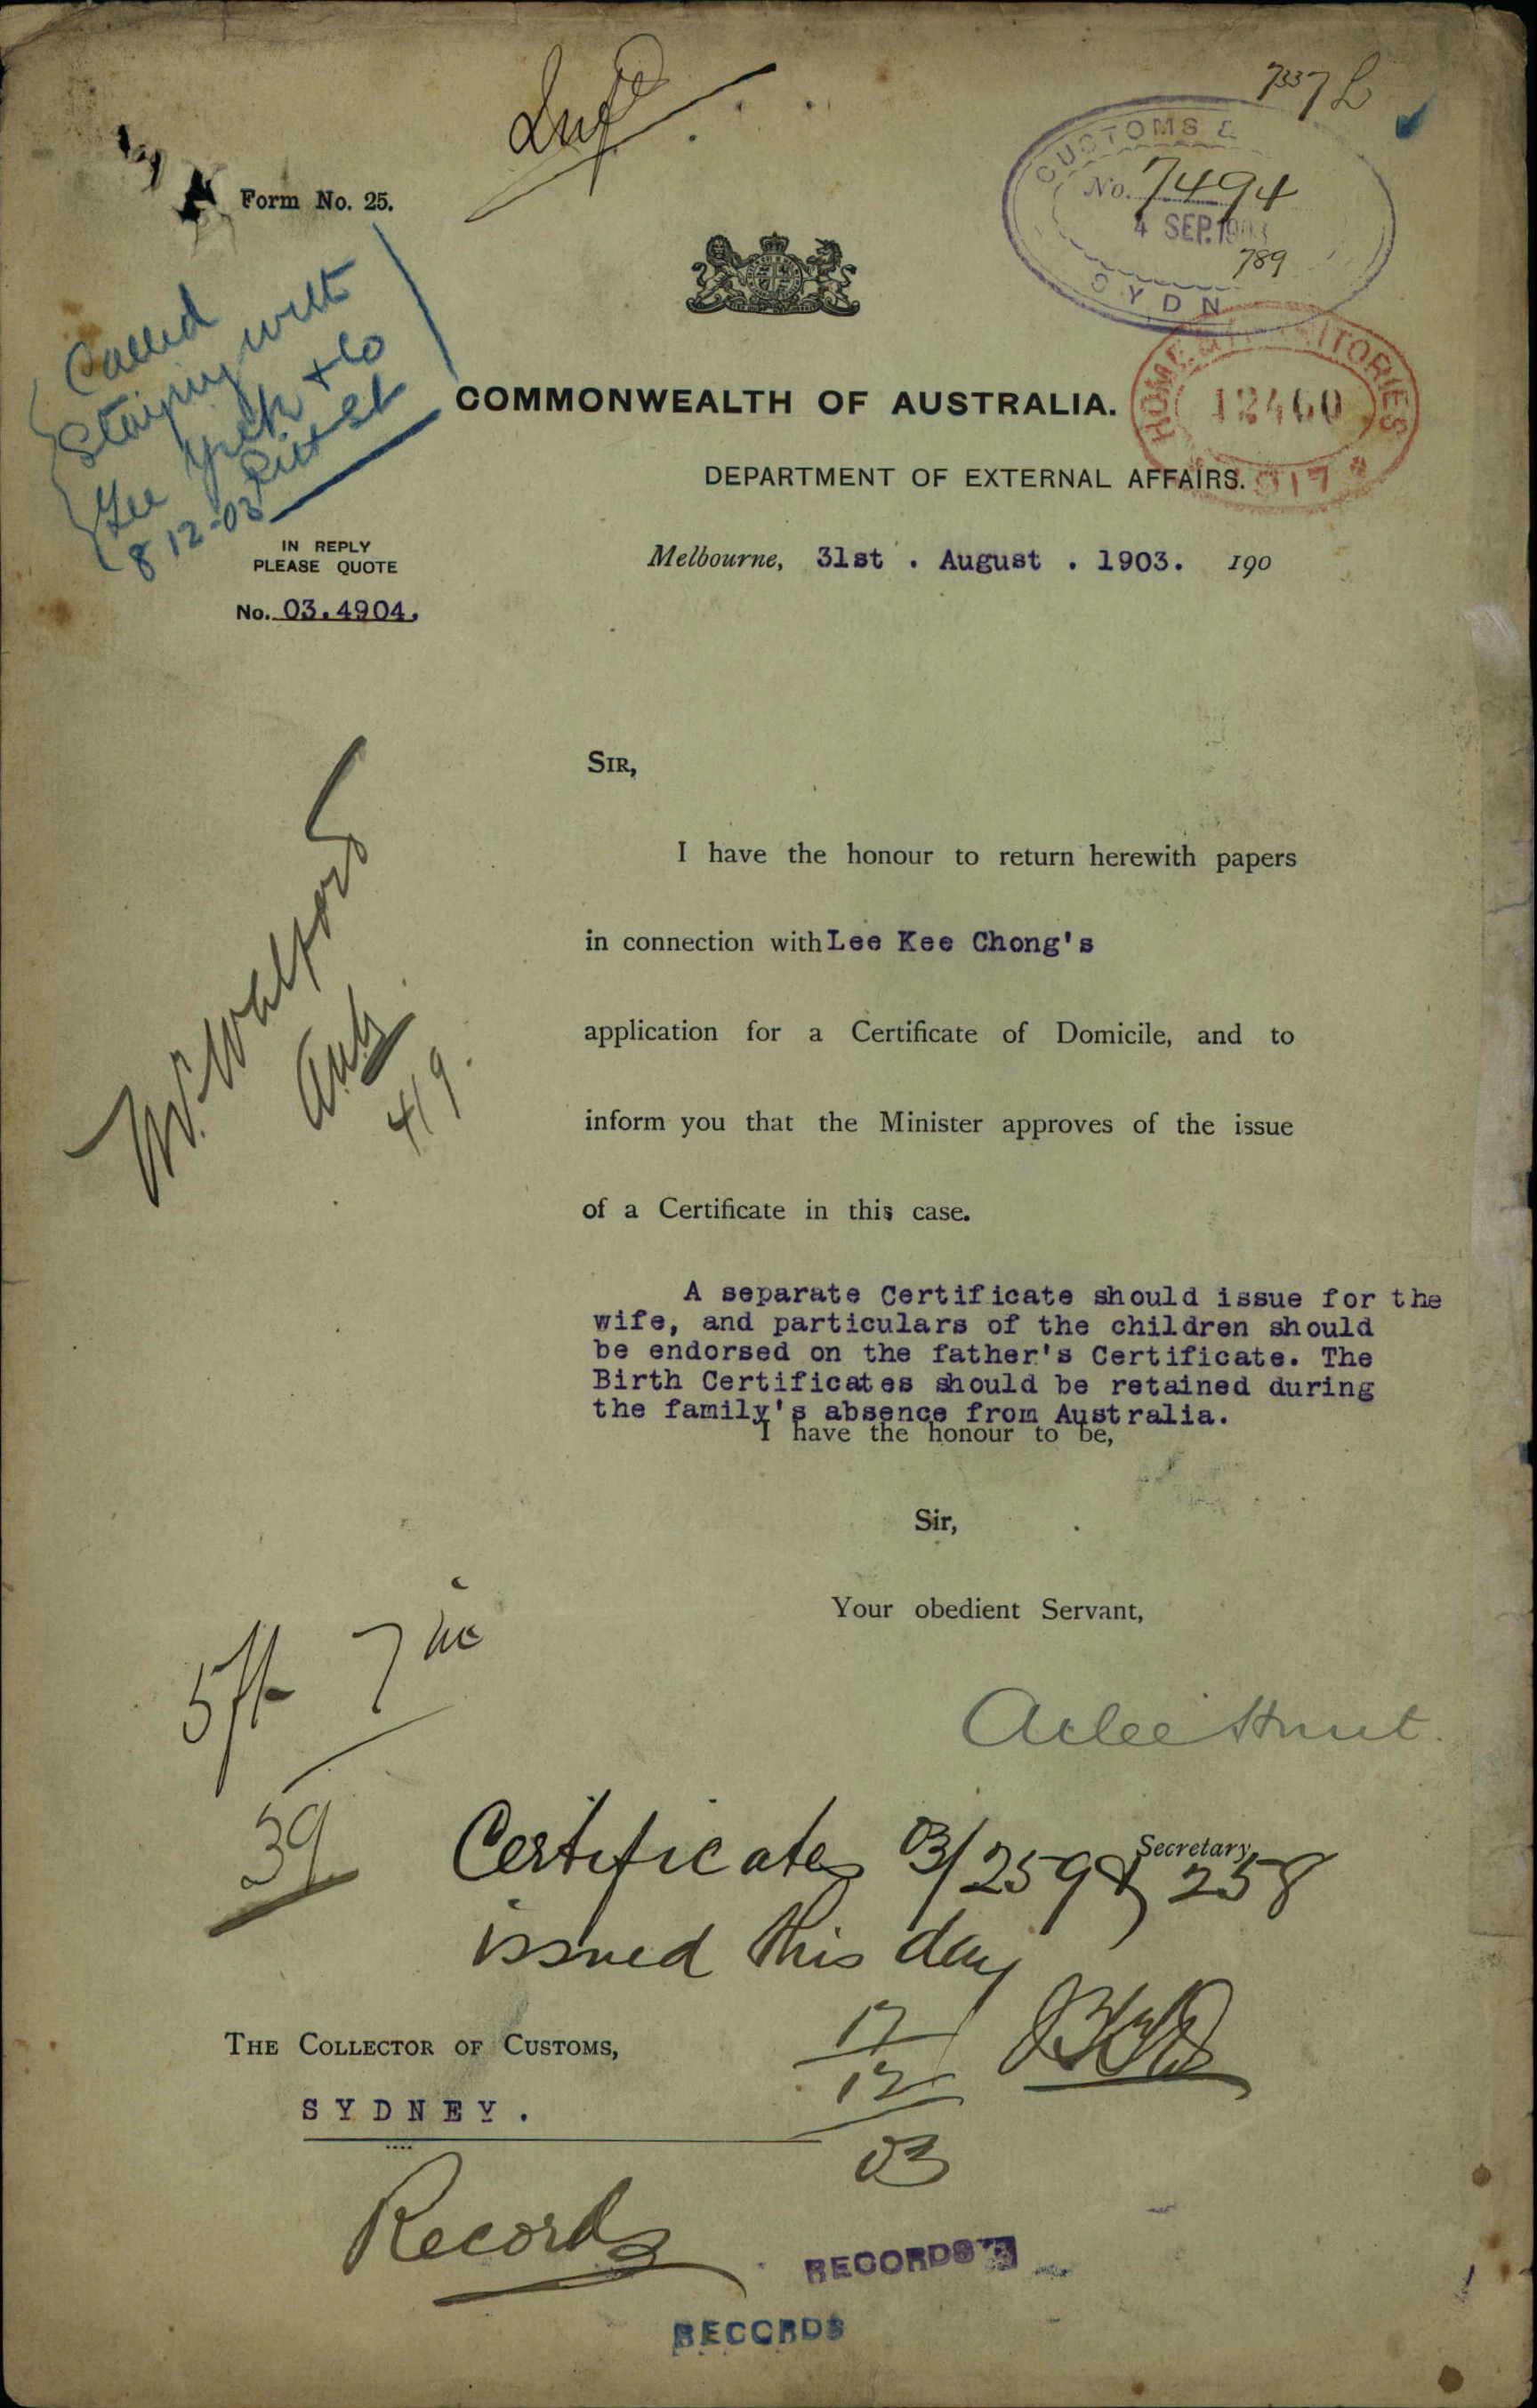 7337 L
CUSTOMS &
No. 7494
4 SEP. 1903
789
SYDN
Form No. 25.
Called
Staying with
Gee Yick & Co
Pitt St
8-12-03
COMMONWEALTH OF AUSTRALIA.
HOME & TERRITORIES
12460
1917
DEPARTMENT OF EXTERNAL AFFAIRS.
IN REPLY
PLEASE QUOTE
No. 03.4904.
Melbourne, 31st . August . 1903. 190
SIR,
I have the honour to return herewith papers
in connection with Lee Kee Chong's
application for a Certificate of Domicile, and to
inform you that the Minister approves of the issue
of a Certificate in this case.
A separate Certificate should issue for the
wife, and particulars of the children should
be endorsed on the father's Certificate. The
Birth Certificates should be retained during
the family's absence from Australia.
I have the honour to be,
Sir,
Your obedient Servant,
Atlee Hunt.
Secretary
4/9.
5ft 7 in
39
Certificates 03/259 & 258
issued this day
17/12/03
THE COLLECTOR OF CUSTOMS,
SYDNEY.
Records
RECORDS
RECORDS